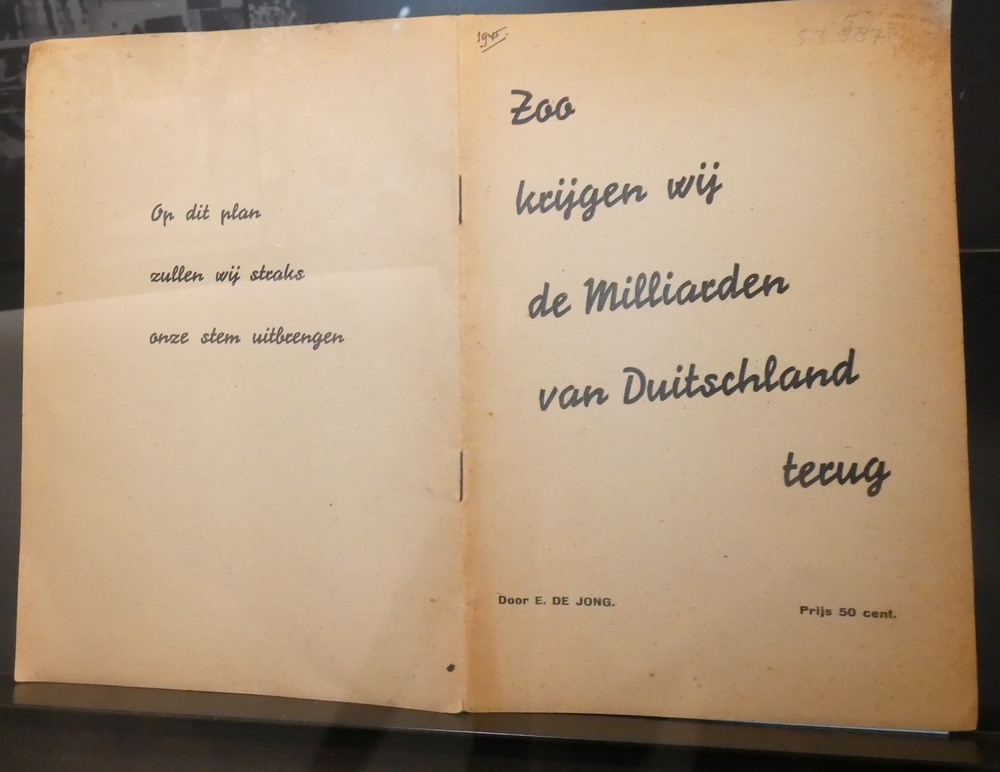 Op dit plan
zullen wij straks
onze stem uitbrengen
1945.
Zoo
krijgen wij
de Milliarden
van Duitschland
terug
Door E. DE JONG.
Prijs 50 cent.